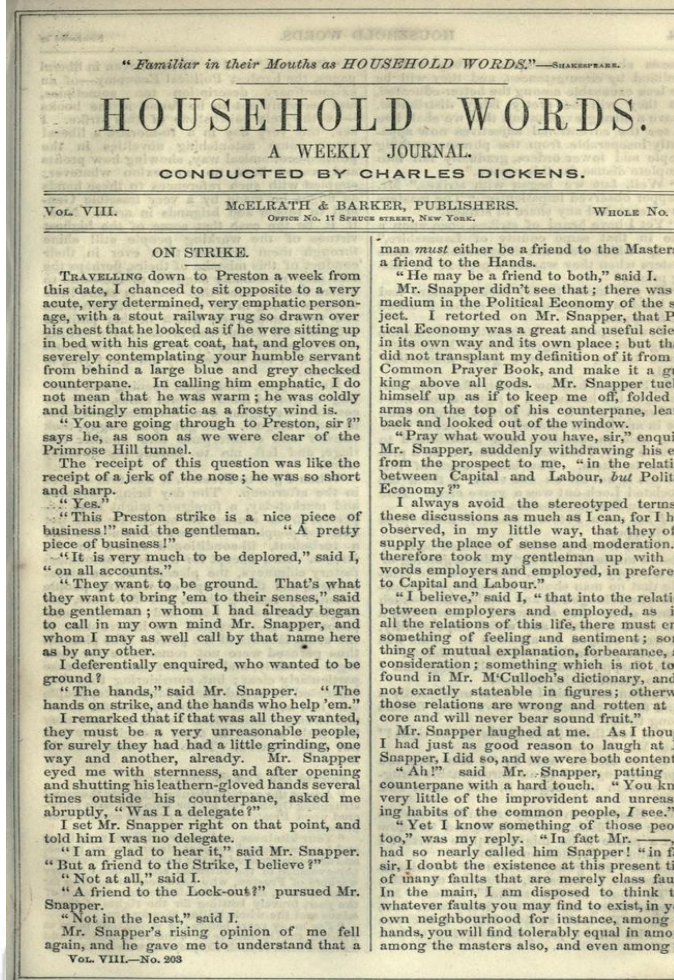 "Familiar in their Mouths as HOUSEHOLD WORDS."—SHAKESPEARE.
HOUSEHOLD WORDS.
A WEEKLY JOURNAL.
CONDUCTED BY CHARLES DICKENS.
VOL. VIII.
McELRATH & BARKER, PUBLISHERS.
OFFICE No. 17 SPRUCE STREET, NEW YORK.
WHOLE No.
ON STRIKE.
TRAVELLING down to Preston a week from
this date, I chanced to sit opposite to a very
acute, very determined, very emphatic person-
age, with a stout railway rug so drawn over
his chest that he looked as if he were sitting up
in bed with his great coat, hat, and gloves on,
severely contemplating your humble servant
from behind a large blue and grey checked
counterpane. In calling him emphatic, I do
not mean that he was warm; he was coldly
and bitingly emphatic as a frosty wind is.
"You are going through to Preston, sir?"
says he, as soon as we were clear of the
Primrose Hill tunnel.
The receipt of this question was like the
receipt of a jerk of the nose; he was so short
and sharp.
"Yes."
"This Preston strike is a nice piece of
business!" said the gentleman. "A pretty
piece of business!"
"It is very much to be deplored," said I,
"on all accounts."
"They want to be ground. That's what
they want to bring 'em to their senses," said
the gentleman; whom I had already began
to call in my own mind Mr. Snapper, and
whom I may as well call by that name here
as by any other.
I deferentially enquired, who wanted to be
ground?
"The hands," said Mr. Snapper. "The
hands on strike, and the hands who help 'em."
I remarked that if that was all they wanted,
they must be a very unreasonable people,
for surely they had had a little grinding, one
way and another, already. Mr. Snapper
eyed me with sternness, and after opening
and shutting his leathern-gloved hands several
times outside his counterpane, asked me
abruptly, "Was I a delegate?"
I set Mr. Snapper right on that point, and
told him I was no delegate.
"I am glad to hear it," said Mr. Snapper.
"But a friend to the Strike, I believe?"
"Not at all," said I.
"A friend to the Lock-out?" pursued Mr.
Snapper.
"Not in the least," said I.
Mr. Snapper's rising opinion of me fell
again, and he gave me to understand that a
VOL. VIII.—No. 203
man must either be a friend to the Master
a friend to the Hands.
"He may be a friend to both," said I.
Mr. Snapper didn't see that; there was
medium in the Political Economy of the s
ject. I retorted on Mr. Snapper, that P
tical Economy was a great and useful scie
in its own way and its own place; but th
did not transplant my definition of it from
Common Prayer Book, and make it a gr
king above all gods. Mr. Snapper tuc
himself up as if to keep me off, folded
arms on the top of his counterpane, lea
back and looked out of the window.
"Pray what would you have, sir," enqui
Mr. Snapper, suddenly withdrawing his e
from the prospect to me, "in the relati
between Capital and Labour, but Polit
Economy?"
I always avoid the stereotyped terms
these discussions as much as I can, for I h
observed, in my little way, that they of
supply the place of sense and moderation.
therefore took my gentleman up with
words employers and employed, in prefere
to Capital and Labour."
"I believe," said I, "that into the relati
between employers and employed, as i
all the relations of this life, there must en
something of feeling and sentiment; so
thing of mutual explanation, forbearance,
consideration; something which is not to
found in Mr. M'Culloch's dictionary, and
not exactly stateable in figures; otherw
those relations are wrong and rotten at
core and will never bear sound fruit."
Mr. Snapper laughed at me. As I thou
I had just as good reason to laugh at
Snapper, I did so, and we were both content
"Ah!" said Mr. Snapper, patting
counterpane with a hard touch. "You kn
very little of the improvident and unreas
ing habits of the common people, I see."
"Yet I know something of those peo
too," was my reply. "In fact Mr. ——,
had so nearly called him Snapper! "in f
sir, I doubt the existence at this present ti
of many faults that are merely class fau
In the main, I am disposed to think t
whatever faults you may find to exist, in y
own neighbourhood for instance, among
hands, you will find tolerably equal in amo
among the masters also, and even among